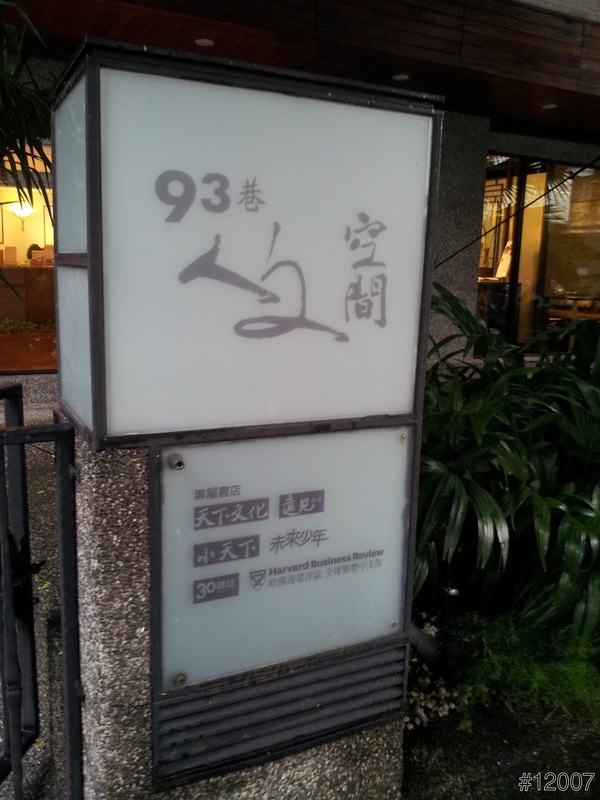 93巷
人文
空間
專屬書店
天下文化 遠見
小天下 未來少年
30雜誌 Harvard Business Review
哈佛商業評論 全球繁體中文版
#12007